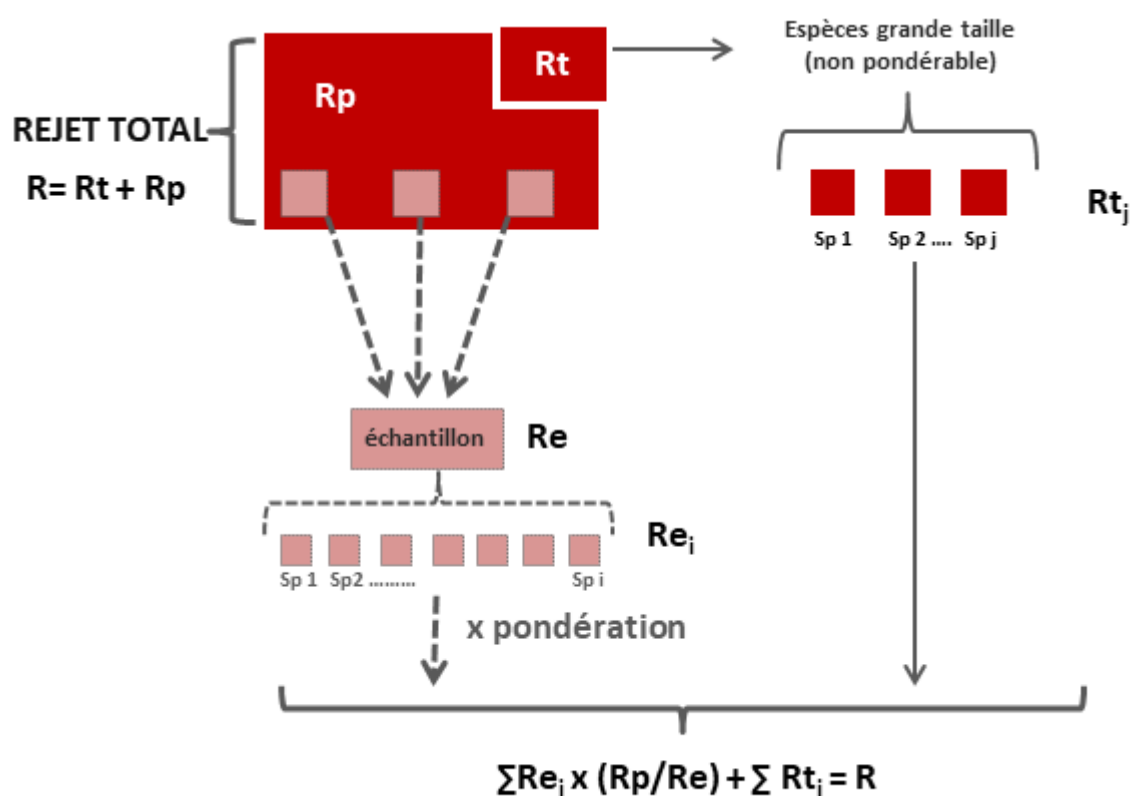 Espèces grande taille
(non pondérable)
Rt
Rp
REJET TOTAL
R= Rt + Rp
Rtⱼ
Sp 1 Sp 2 .... Sp j
échantillon
Re
Reᵢ
Sp 1 Sp2 ......... Sp i
x pondération
∑Reᵢ x (Rp/Re) + ∑ Rtⱼ = R